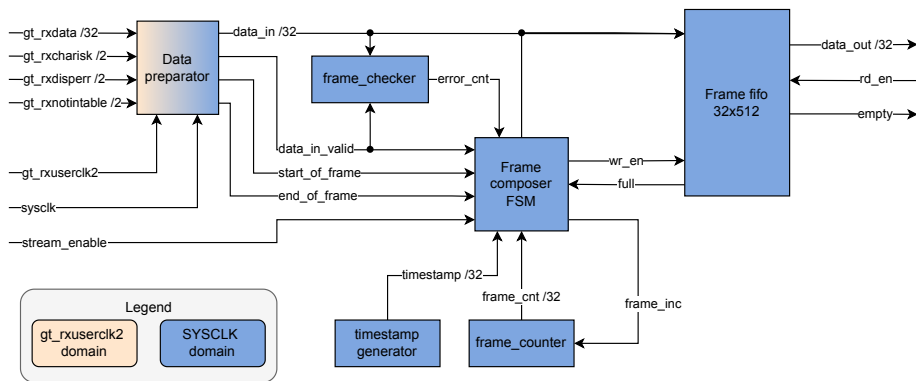 gt_rxdata /32
gt_rxcharisk /2
gt_rxdisperr /2
gt_rxnotintable /2
gt_rxuserclk2
sysclk
stream_enable
Data
preparator
data_in /32
frame_checker
error_cnt
data_in_valid
start_of_frame
end_of_frame
Frame
composer
FSM
wr_en
full
Frame fifo
32x512
data_out /32
rd_en
empty
timestamp /32
frame_cnt /32
frame_inc
timestamp
generator
frame_counter
Legend
gt_rxuserclk2
domain
SYSCLK
domain